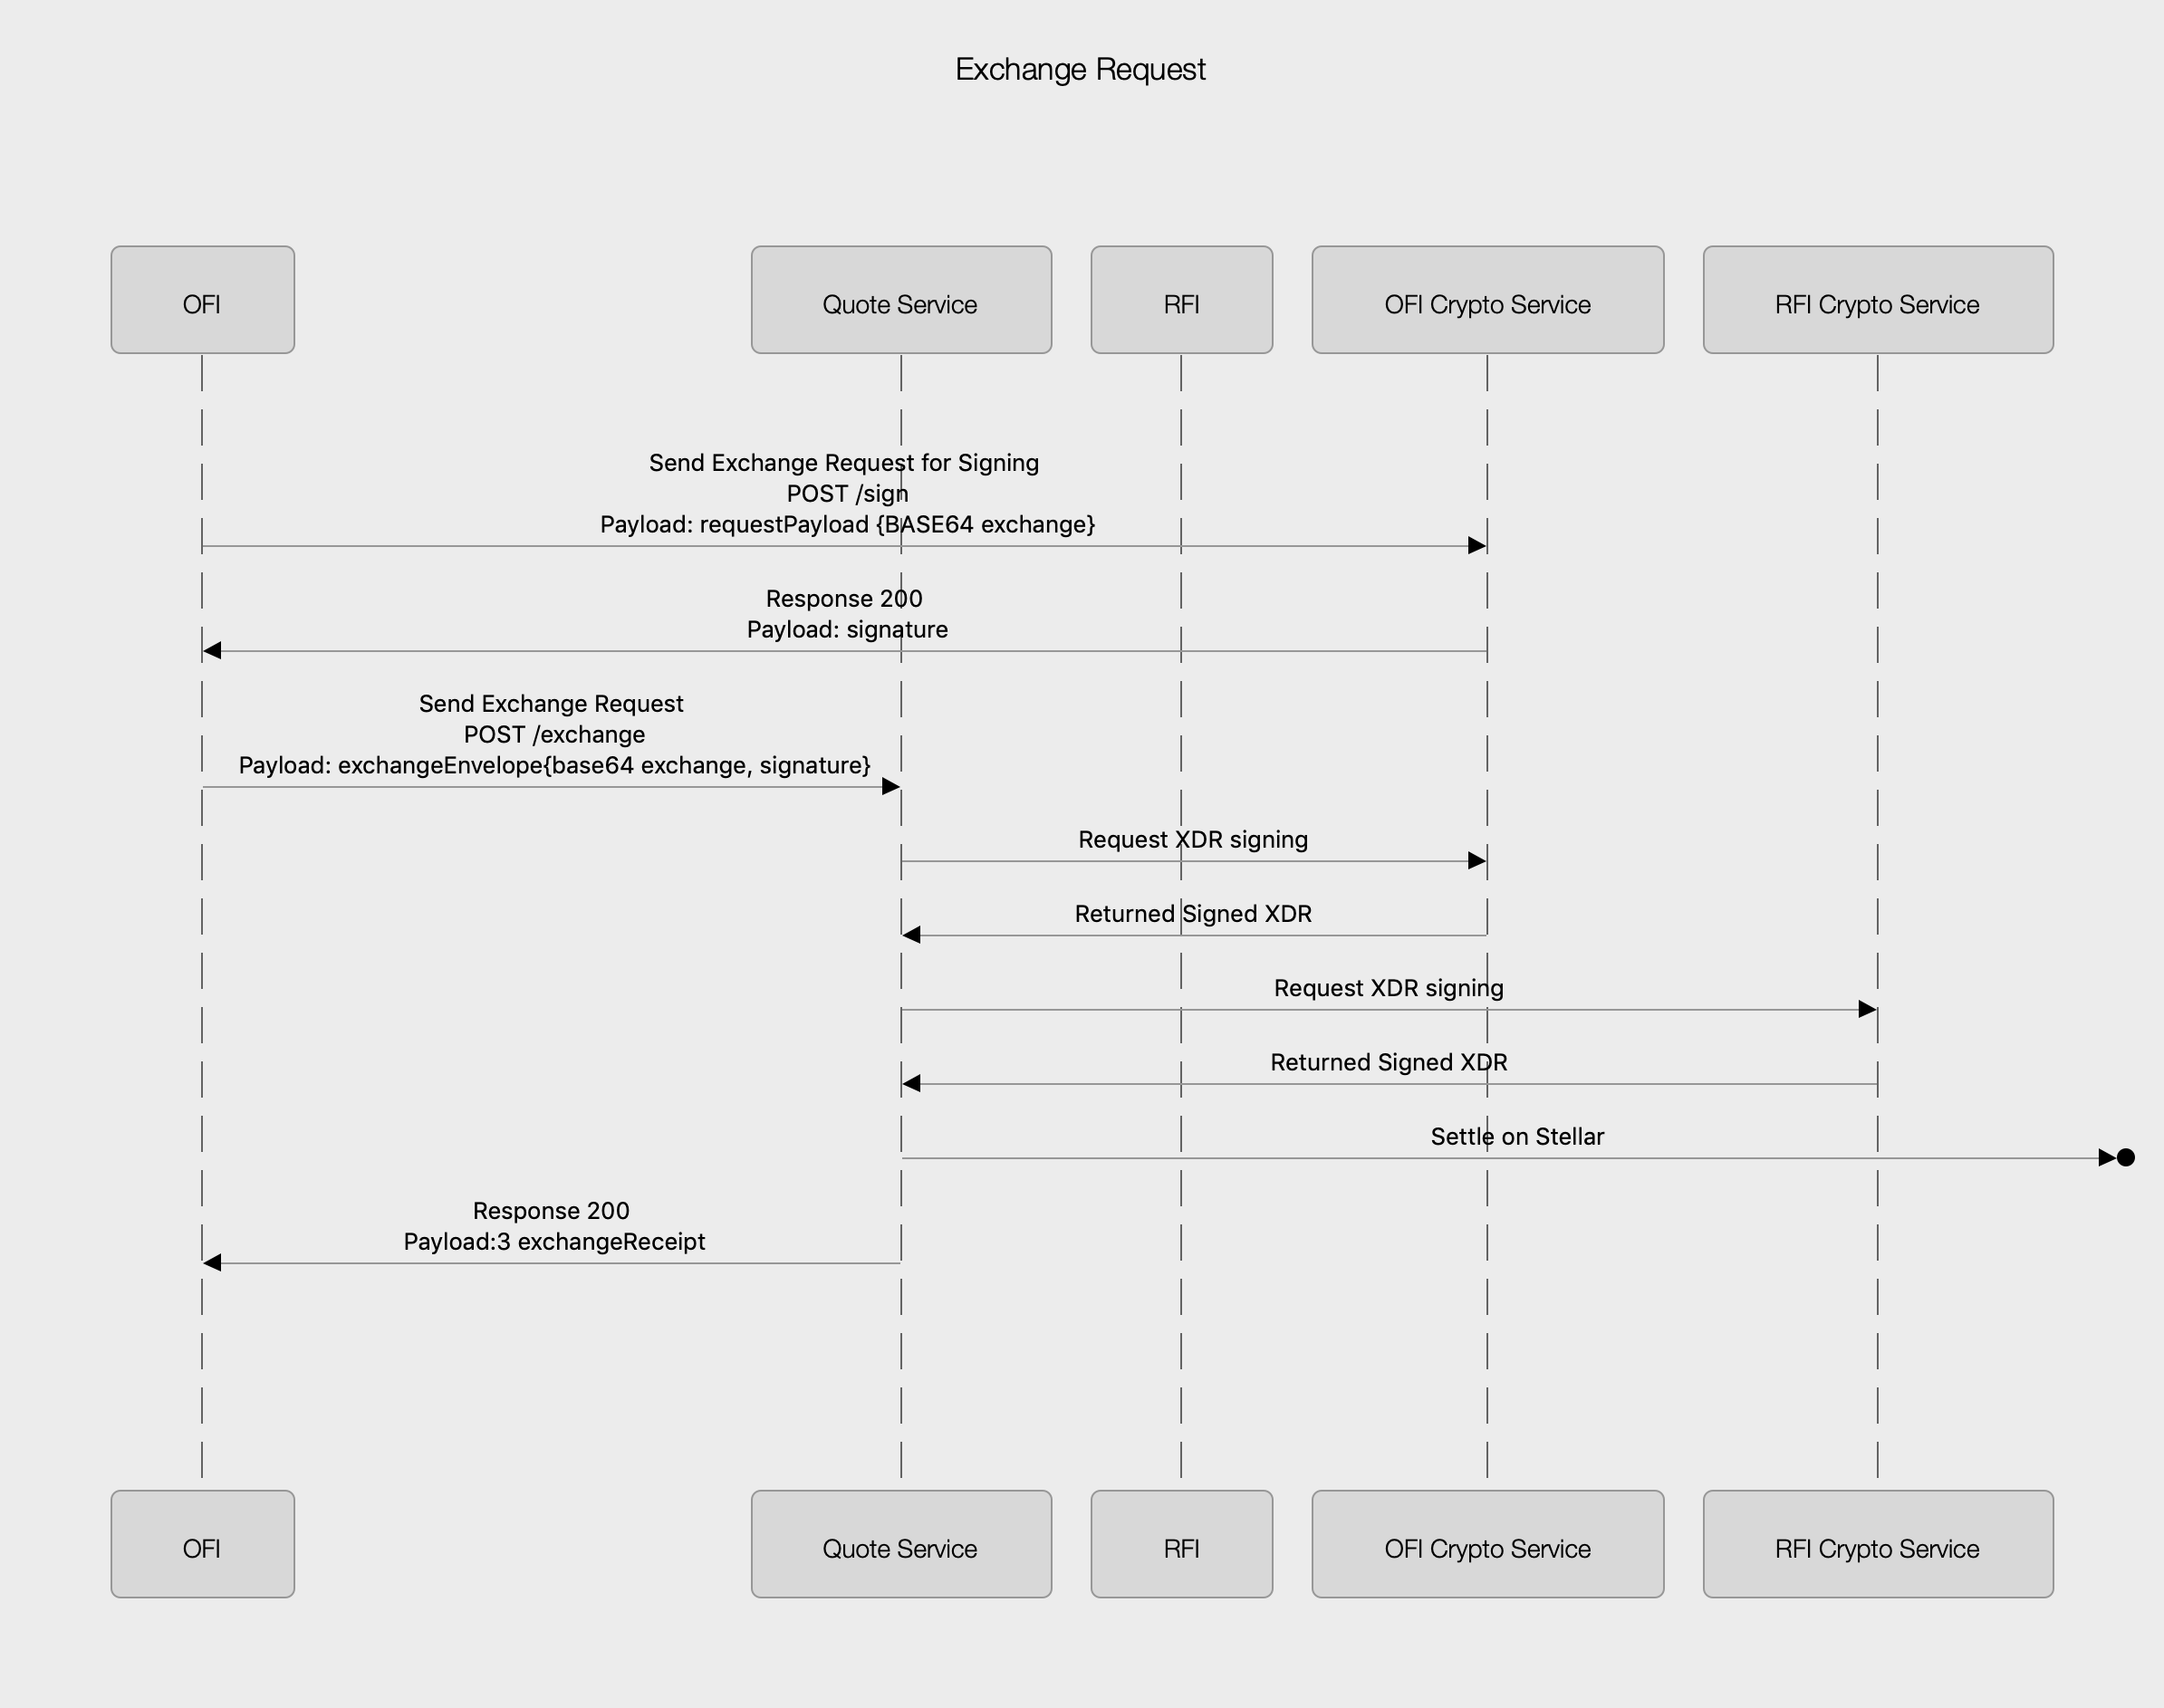 Exchange Request
OFI
Quote Service
RFI
OFI Crypto Service
RFI Crypto Service
Send Exchange Request for Signing
POST /sign
Payload: requestPayload {BASE64 exchange}
Response 200
Payload: signature
Send Exchange Request
POST /exchange
Payload: exchangeEnvelope{base64 exchange, signature}
Request XDR signing
Returned Signed XDR
Request XDR signing
Returned Signed XDR
Settle on Stellar
Response 200
Payload:3 exchangeReceipt
OFI
Quote Service
RFI
OFI Crypto Service
RFI Crypto Service